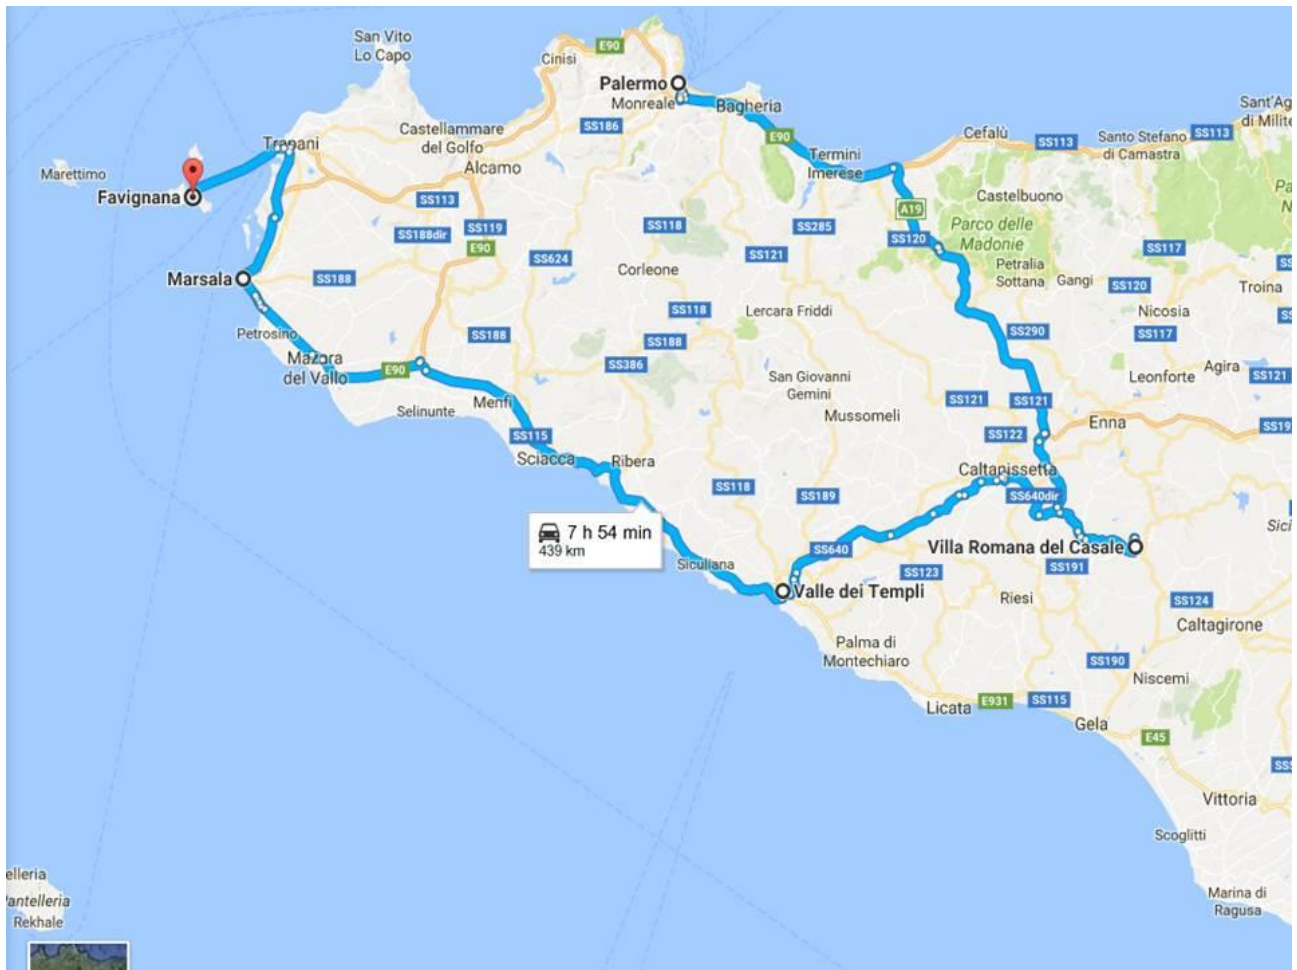 San Vito
Lo Capo
Cinisi
E90
Palermo
Monreale
Bagheria
SS186
E90
Cefalù
SS113
Santo Stefano
di Camastra
SS113
Sant'Ag
di Milite
Trapani
Castellammare
del Golfo
Alcamo
Termini
Imerese
Marettimo
Favignana
SS113
SS119
SS188dir
E90
SS118
SS285
A19
SS120
Castelbuono
Parco delle
Madonie
SS117
SS624
Corleone
SS121
Petralia
Sottana
Gangi
SS120
Troina
Marsala
SS188
SS118
Lercara Friddi
Nicosia
Petrosino
SS188
SS188
SS290
SS117
Mazara
del Vallo
E90
SS386
San Giovanni
Gemini
Leonforte
Agira
SS121
Selinunte
Menfi
Mussomeli
SS121
SS121
SS115
SS122
Enna
SS19
Sciacca
Ribera
Caltanissetta
SS118
SS189
SS640dir
7 h 54 min
439 km
SS640
Villa Romana del Casale
Siculiana
SS123
SS191
Valle dei Templi
Riesi
SS124
Caltagirone
Palma di
Montechiaro
SS190
Niscemi
Licata
E931
SS115
Gela
E45
Vittoria
Scoglitti
elleria
Pantelleria
Rekhale
Marina di
Ragusa